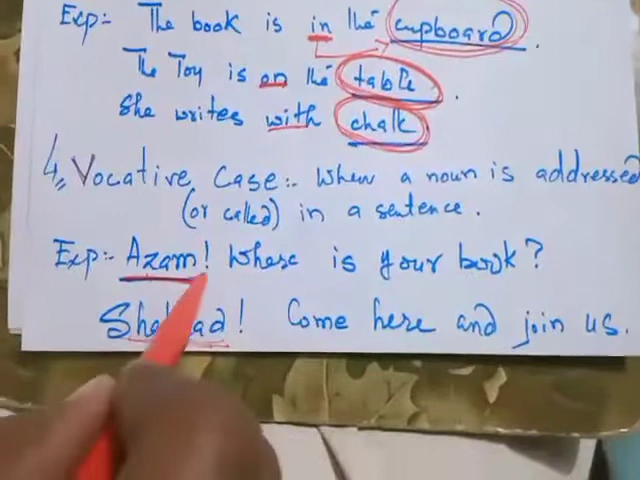 Exp:- The book is in the cupboard.
The Toy is on the table.
She writes with chalk
4, Vocative Case:- When a noun is addressed
(or called) in a sentence.
Exp:- Azam! Where is your book?
! Come here and join us.